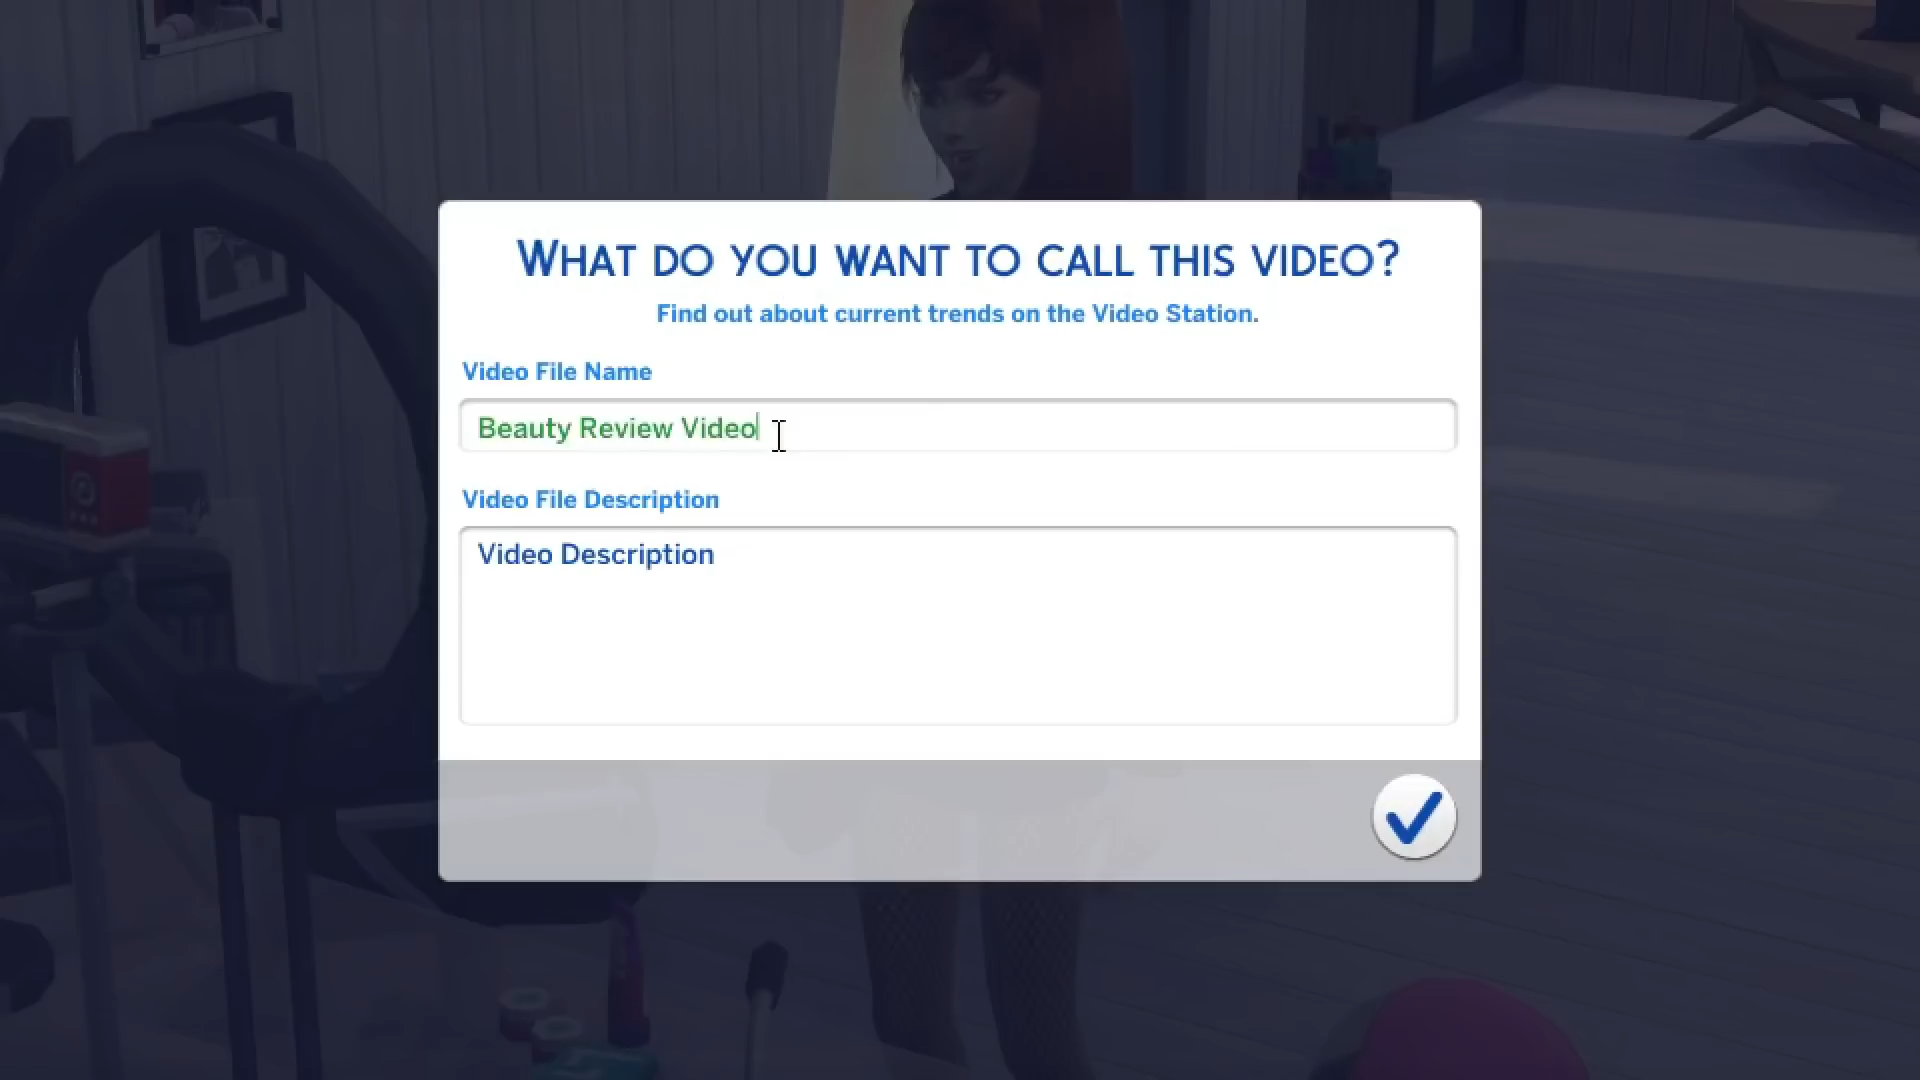 WHAT DO YOU WANT TO CALL THIS VIDEO?
Find out about current trends on the Video Station.
Video File Name
Beauty Review Video
Video File Description
Video Description